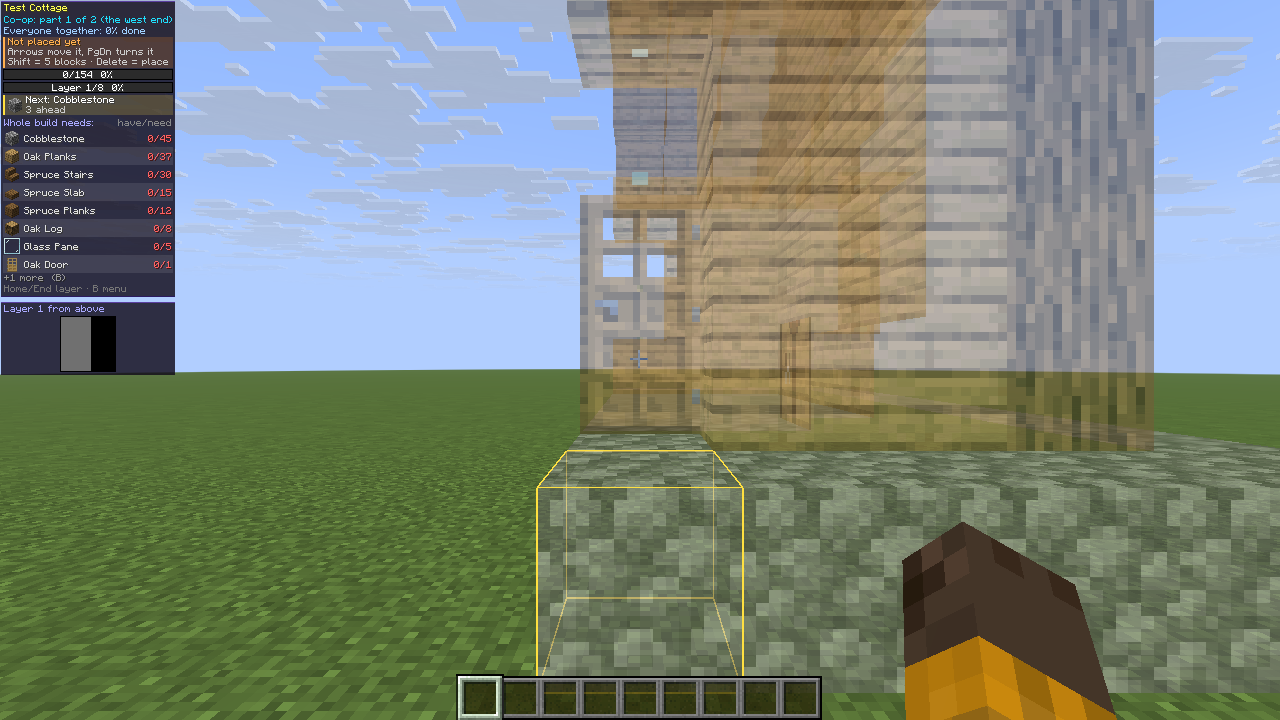 Test Cottage
Co-op: part 1 of 2 (the west end)
Everyone together: 0% done
Not placed yet
Arrows move it, PgDn turns it
Shift = 5 blocks · Delete = place
0/154 0%
Layer 1/8 0%
Next: Cobblestone
3 ahead
Whole build needs: have/need
Cobblestone 0/45
Oak Planks 0/37
Spruce Stairs 0/30
Spruce Slab 0/15
Spruce Planks 0/12
Oak Log 0/8
Glass Pane 0/5
Oak Door 0/1
+1 more (B)
Home/End layer · B menu
Layer 1 from above